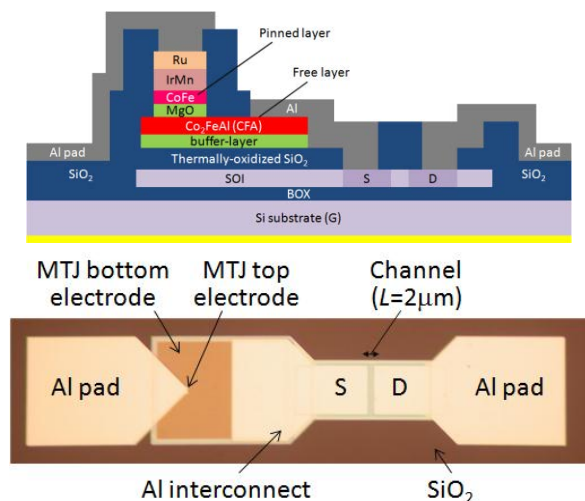 Pinned layer
Ru
Free layer
IrMn
CoFe
Al
MgO
Co₂FeAl (CFA)
Al pad
buffer-layer
Al pad
Thermally-oxidized SiO₂
SiO₂
SOI
S
D
SiO₂
BOX
Si substrate (G)
MTJ bottom electrode
MTJ top electrode
Channel (L=2μm)
Al pad
S
D
Al pad
Al interconnect
SiO₂